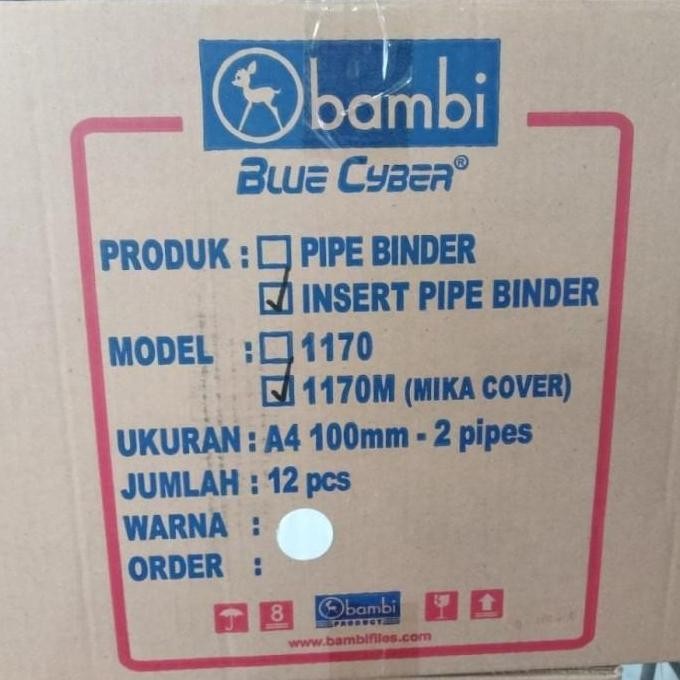 bambi
BLUE CYBER®
PRODUK : PIPE BINDER
INSERT PIPE BINDER
MODEL : 1170
1170M (MIKA COVER)
UKURAN : A4 100mm - 2 pipes
JUMLAH : 12 pcs
WARNA :
ORDER :
8
bambi
PRODUCT
www.bambifiles.com